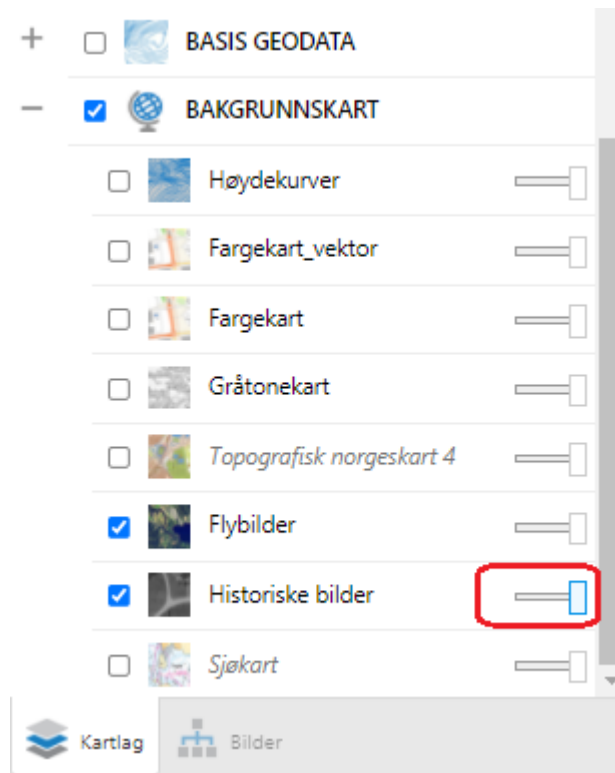 BASIS GEODATA
BAKGRUNNSKART
Høydekurver
Fargekart_vektor
Fargekart
Gråtonekart
Topografisk norgeskart 4
Flybilder
Historiske bilder
Sjøkart
Kartlag Bilder